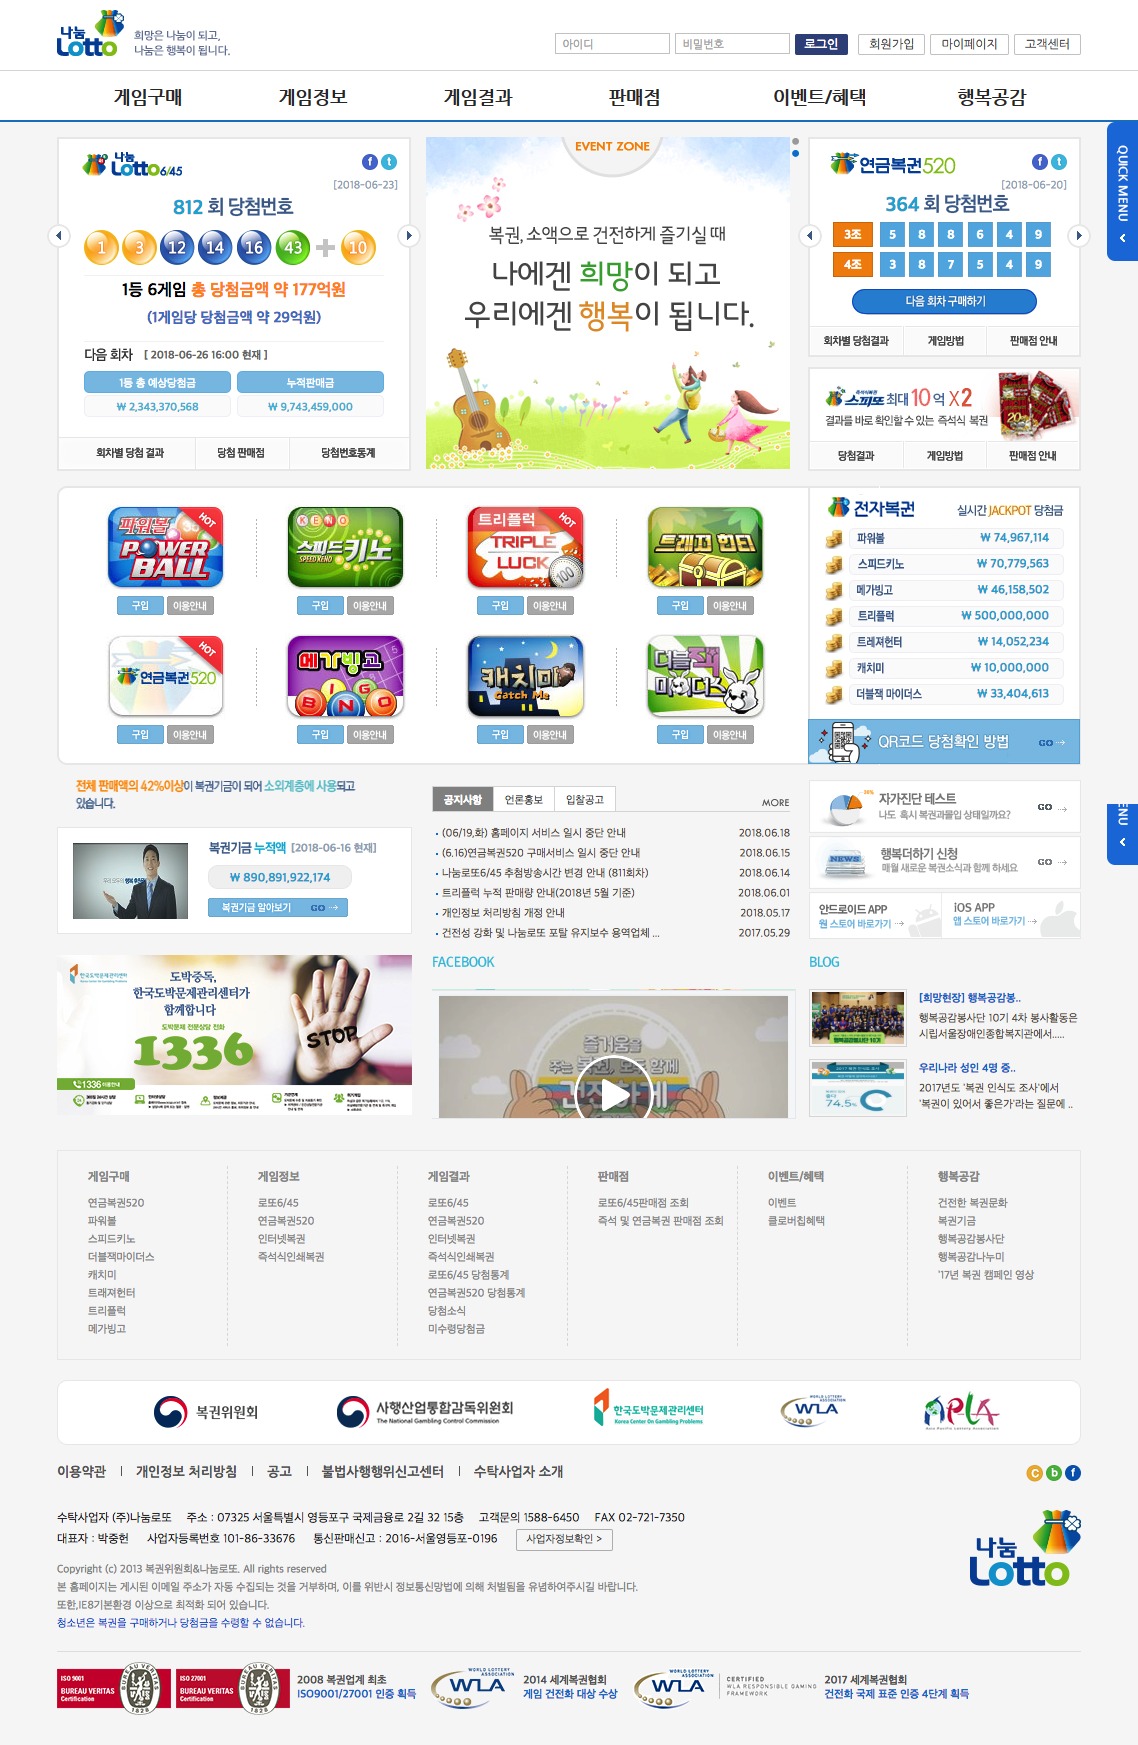 나눔 Lotto
희망은 나눔이 되고,
나눔은 행복이 됩니다.
아이디 비밀번호 로그인 회원가입 마이페이지 고객센터
게임구매 게임정보 게임결과 판매점 이벤트/혜택 행복공감
QUICK MENU
나눔 Lotto6/45
[2018-06-23]
812 회 당첨번호
1 3 12 14 16 43 + 10
1등 6게임 총 당첨금액 약 177억원
(1게임당 당첨금액 약 29억원)
다음 회차 [ 2018-06-26 16:00 현재 ]
1등 총 예상당첨금 누적판매금
₩ 2,343,370,568 ₩ 9,743,459,000
회차별 당첨 결과 당첨 판매점 당첨번호통계
EVENT ZONE
복권, 소액으로 건전하게 즐기실 때
나에겐 희망이 되고
우리에겐 행복이 됩니다.
연금복권520
[2018-06-20]
364 회 당첨번호
3조 5 8 8 6 4 9
4조 3 8 7 5 4 9
다음 회차 구매하기
회차별 당첨결과 게임방법 판매점 안내
스피또 최대 10억 X2
결과를 바로 확인할 수 있는 즉석식 복권
당첨결과 게임방법 판매점 안내
파워볼 POWER BALL HOT
KENO 스피드키노 SPEED KENO
트리플럭 TRIPLE LUCK 100 HOT
트래져 헌터
구입 이용안내 구입 이용안내 구입 이용안내 구입 이용안내
연금복권520 HOT
메가빙고 BINGO
캐치미 Catch Me
더블잭 마이더스
구입 이용안내 구입 이용안내 구입 이용안내 구입 이용안내
전자복권 실시간 JACKPOT 당첨금
파워볼 ₩ 74,967,114
스피드키노 ₩ 70,779,563
메가빙고 ₩ 46,158,502
트리플럭 ₩ 500,000,000
트레져헌터 ₩ 14,052,234
캐치미 ₩ 10,000,000
더블잭 마이더스 ₩ 33,404,613
QR코드 당첨확인 방법 GO
전체 판매액의 42%이상이 복권기금이 되어 소외계층에 사용되고
있습니다.
복권기금 누적액 [2018-06-16 현재]
₩ 890,891,922,174
복권기금 알아보기 GO
공지사항 언론홍보 입찰공고 MORE
(06/19,화) 홈페이지 서비스 일시 중단 안내 2018.06.18
(6.16)연금복권520 구매서비스 일시 중단 안내 2018.06.15
나눔로또6/45 추첨방송시간 변경 안내 (811회차) 2018.06.14
트리플럭 누적 판매량 안내(2018년 5월 기준) 2018.06.01
개인정보 처리방침 개정 안내 2018.05.17
건전성 강화 및 나눔로또 포탈 유지보수 용역업체 ... 2017.05.29
자가진단 테스트
나도 혹시 복권과몰입 상태일까요? GO
NEWS 행복더하기 신청
매월 새로운 복권소식과 함께 하세요 GO
안드로이드 APP
원 스토어 바로가기
iOS APP
앱 스토어 바로가기
ENU
한국도박문제관리센터
도박중독,
한국도박문제관리센터가
함께합니다
도박문제 전문상담 전화
1336
STOP
1336 이용안내
FACEBOOK
즐거움을
주는 복권, 모두 함께
건전하게
BLOG
[희망현장] 행복공감봉..
행복공감봉사단 10기 4차 봉사활동은
시립서울장애인종합복지관에서.....
행복공감봉사단 10기
우리나라 성인 4명 중..
2017년도 '복권 인식도 조사'에서
'복권이 있어서 좋은가'라는 질문에 ..
74.5%
게임구매
연금복권520
파워볼
스피드키노
더블잭마이더스
캐치미
트래져헌터
트리플럭
메가빙고
게임정보
로또6/45
연금복권520
인터넷복권
즉석식인쇄복권
게임결과
로또6/45
연금복권520
인터넷복권
즉석식인쇄복권
로또6/45 당첨통계
연금복권520 당첨통계
당첨소식
미수령당첨금
판매점
로또6/45판매점 조회
즉석 및 연금복권 판매점 조회
이벤트/혜택
이벤트
클로버칩혜택
행복공감
건전한 복권문화
복권기금
행복공감봉사단
행복공감나누미
'17년 복권 캠페인 영상
복권위원회
사행산업통합감독위원회
The National Gambling Control Commission
한국도박문제관리센터
Korea Center On Gambling Problems
WORLD LOTTERY ASSOCIATION WLA
APLA
Asia Pacific Lottery Association
이용약관 개인정보 처리방침 공고 불법사행행위신고센터 수탁사업자 소개
수탁사업자 (주)나눔로또 주소 : 07325 서울특별시 영등포구 국제금융로 2길 32 15층 고객문의 1588-6450 FAX 02-721-7350
대표자 : 박중헌 사업자등록번호 101-86-33676 통신판매신고 : 2016-서울영등포-0196 사업자정보확인 >
Copyright (c) 2013 복권위원회&나눔로또. All rights reserved
본 홈페이지는 게시된 이메일 주소가 자동 수집되는 것을 거부하며, 이를 위반시 정보통신망법에 의해 처벌됨을 유념하여주시길 바랍니다.
또한,IE8기본환경 이상으로 최적화 되어 있습니다.
청소년은 복권을 구매하거나 당첨금을 수령할 수 없습니다.
나눔 Lotto
ISO 9001
BUREAU VERITAS
Certification
BUREAU VERITAS 1828
ISO 27001
BUREAU VERITAS
Certification
BUREAU VERITAS 1828
2008 복권업계 최초
ISO9001/27001 인증 획득
WORLD LOTTERY ASSOCIATION WLA
2014 세계복권협회
게임 건전화 대상 수상
WORLD LOTTERY ASSOCIATION WLA
CERTIFIED
WLA RESPONSIBLE GAMING
FRAMEWORK
2017 세계복권협회
건전화 국제 표준 인증 4단계 획득